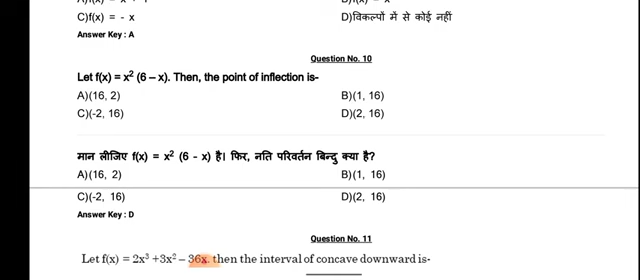 C)f(x) = - x D)विकल्पों में से कोई नहीं
Answer Key : A
Question No. 10
Let f(x) = x² (6 – x). Then, the point of inflection is-
A)(16, 2) B)(1, 16)
C)(-2, 16) D)(2, 16)
मान लीजिए f(x) = x² (6 - x) है। फिर, नति परिवर्तन बिन्दु क्या है?
A)(16, 2) B)(1, 16)
C)(-2, 16) D)(2, 16)
Answer Key : D
Question No. 11
Let f(x) = 2x³ +3x² – 36x. then the interval of concave downward is-